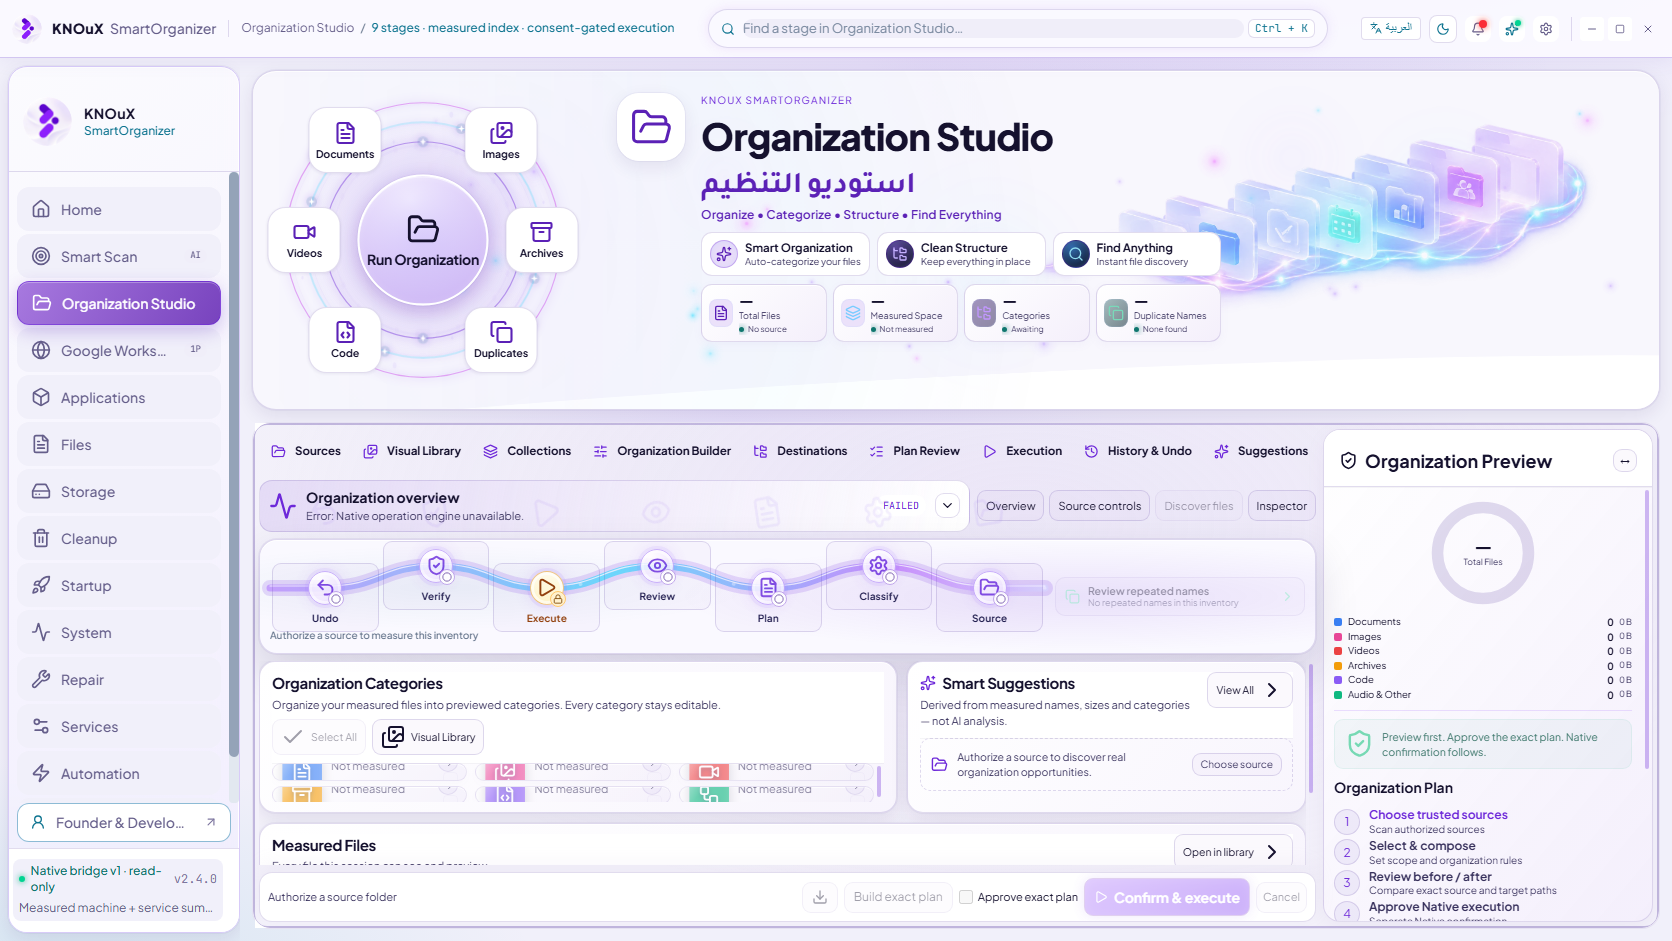 KNOuX SmartOrganizer
Organization Studio / 9 stages · measured index · consent-gated execution
Find a stage in Organization Studio...
Ctrl + K
العربية
KNOuX
SmartOrganizer
Home
Smart Scan AI
Organization Studio
Google Works... 1P
Applications
Files
Storage
Cleanup
Startup
System
Repair
Services
Automation
Founder & Develo...
Native bridge v1 · read-only v2.4.0
Measured machine + service sum...
Documents
Images
Videos
Run Organization
Archives
Code
Duplicates
KNOUX SMARTORGANIZER
Organization Studio
استوديو التنظيم
Organize • Categorize • Structure • Find Everything
Smart Organization
Auto-categorize your files
Clean Structure
Keep everything in place
Find Anything
Instant file discovery
—
Total Files
No source
—
Measured Space
Not measured
—
Categories
Awaiting
—
Duplicate Names
None found
Sources
Visual Library
Collections
Organization Builder
Destinations
Plan Review
Execution
History & Undo
Suggestions
Organization overview
Error: Native operation engine unavailable.
FAILED
Overview
Source controls
Discover files
Inspector
Undo
Verify
Execute
Review
Plan
Classify
Source
Review repeated names
No repeated names in this inventory
Authorize a source to measure this inventory
Organization Categories
Organize your measured files into previewed categories. Every category stays editable.
Select All
Visual Library
Not measured
Not measured
Not measured
Not measured
Not measured
Not measured
Smart Suggestions
Derived from measured names, sizes and categories
— not AI analysis.
View All
Authorize a source to discover real
organization opportunities.
Choose source
Measured Files
Open in library
Authorize a source folder
Build exact plan
Approve exact plan
Confirm & execute
Cancel
Organization Preview
—
Total Files
Documents 0 0 B
Images 0 0 B
Videos 0 0 B
Archives 0 0 B
Code 0 0 B
Audio & Other 0 0 B
Preview first. Approve the exact plan. Native
confirmation follows.
Organization Plan
1 Choose trusted sources
Scan authorized sources
2 Select & compose
Set scope and organization rules
3 Review before / after
Compare exact source and target paths
4 Approve Native execution